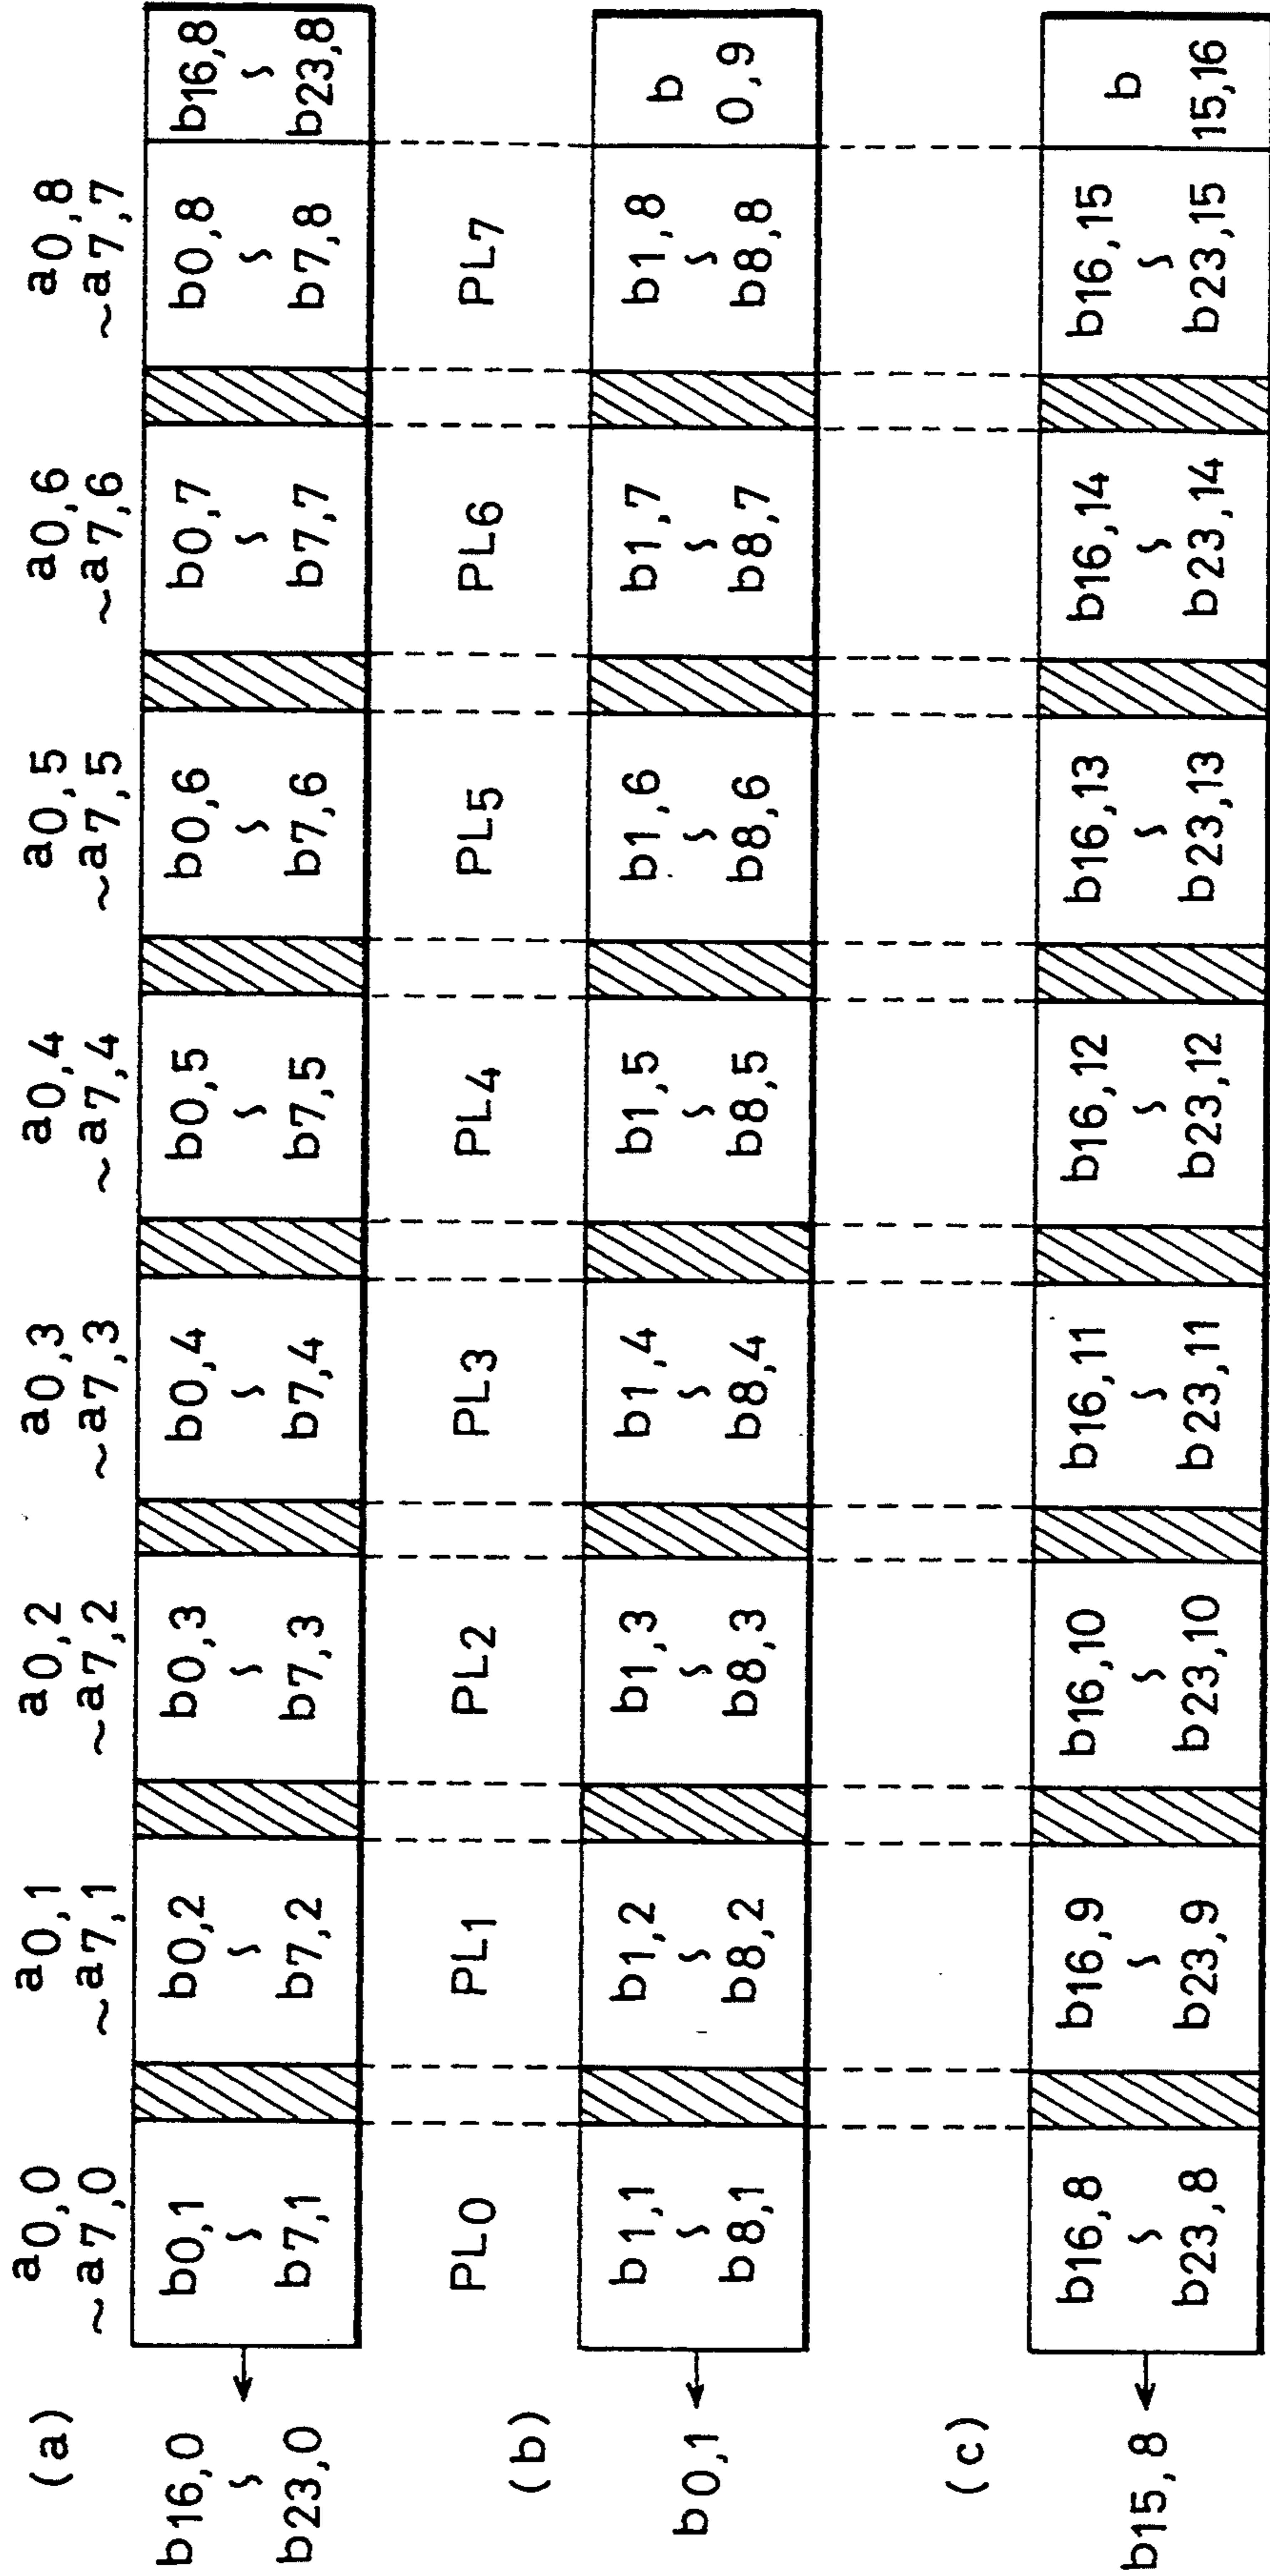 a0,0 a0,1 a0,2 a0,3 a0,4 a0,5 a0,6 a0,8
(a) ~a7,0 ~a7,1 ~a7,2 ~a7,3 ~a7,4 ~a7,5 ~a7,6 ~a7,7
b16,0 b0,1 b0,2 b0,3 b0,4 b0,5 b0,6 b0,7 b0,8 b16,8
~ ← ~ ~ ~ ~ ~ ~ ~ ~ ~
b23,0 b7,1 b7,2 b7,3 b7,4 b7,5 b7,6 b7,7 b7,8 b23,8
PL0 PL1 PL2 PL3 PL4 PL5 PL6 PL7
(b)
b1,1 b1,2 b1,3 b1,4 b1,5 b1,6 b1,7 b1,8 b
b0,1 ← ~ ~ ~ ~ ~ ~ ~ ~
b8,1 b8,2 b8,3 b8,4 b8,5 b8,6 b8,7 b8,8 0,9
(c)
b16,8 b16,9 b16,10 b16,11 b16,12 b16,13 b16,14 b16,15 b
b15,8 ← ~ ~ ~ ~ ~ ~ ~ ~
b23,8 b23,9 b23,10 b23,11 b23,12 b23,13 b23,14 b23,15 15,16